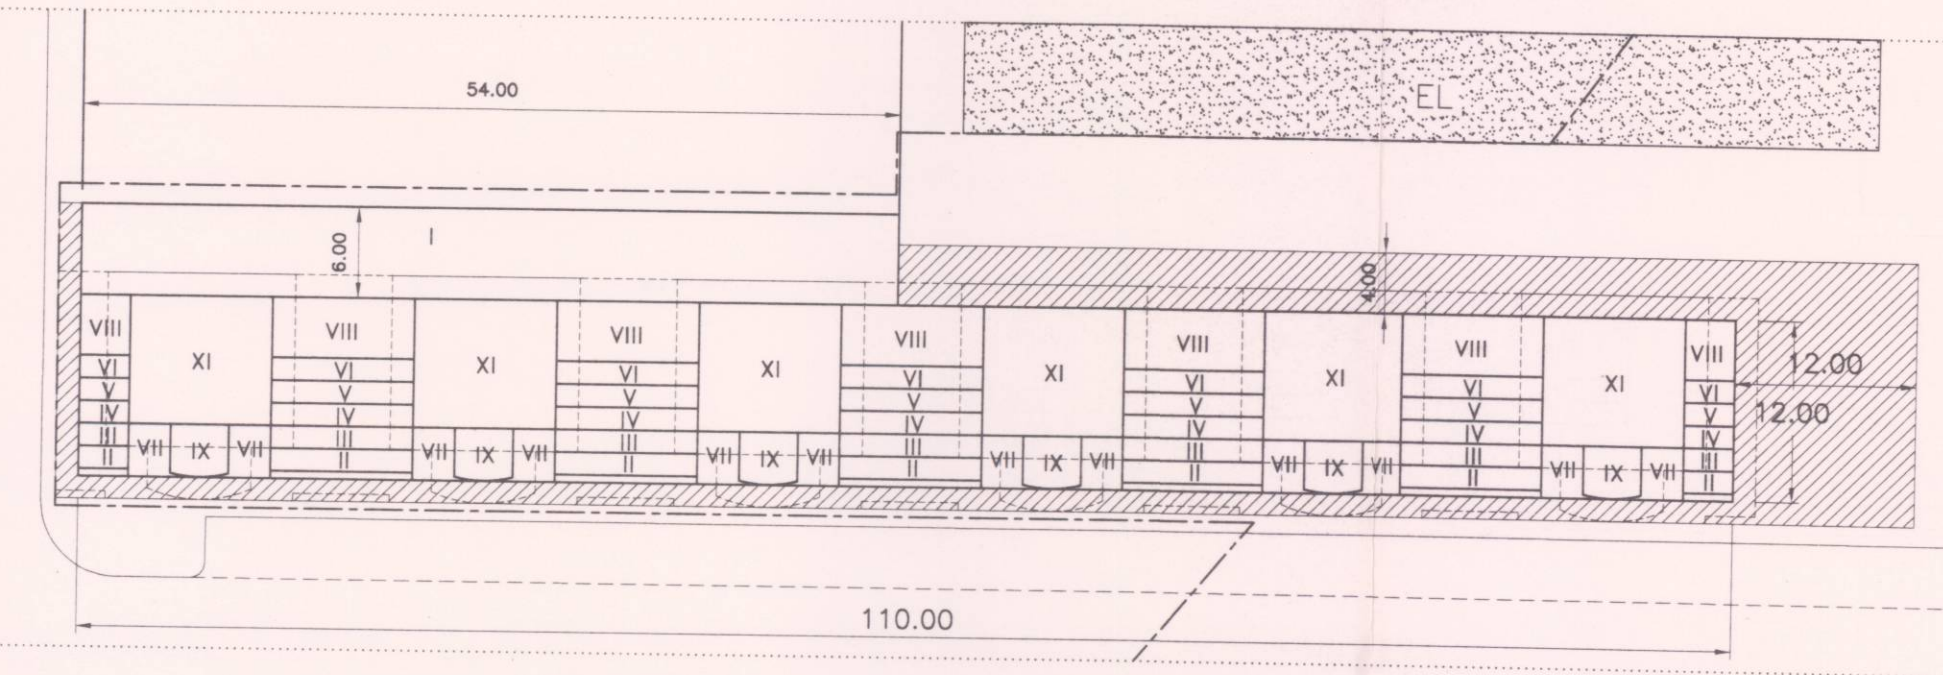 54.00
EL
6.00
I
4.00
VIII VIII VIII VIII VIII VIII VIII
XI XI XI XI XI XI
12.00
VI VI VI VI VI VI VI
V V V V V V V
12.00
IV IV IV IV IV IV IV
III III III III III III III
VII IX VII VII IX VII VII IX VII VII IX VII VII IX VII VII IX VII
II II II II II II II
110.00